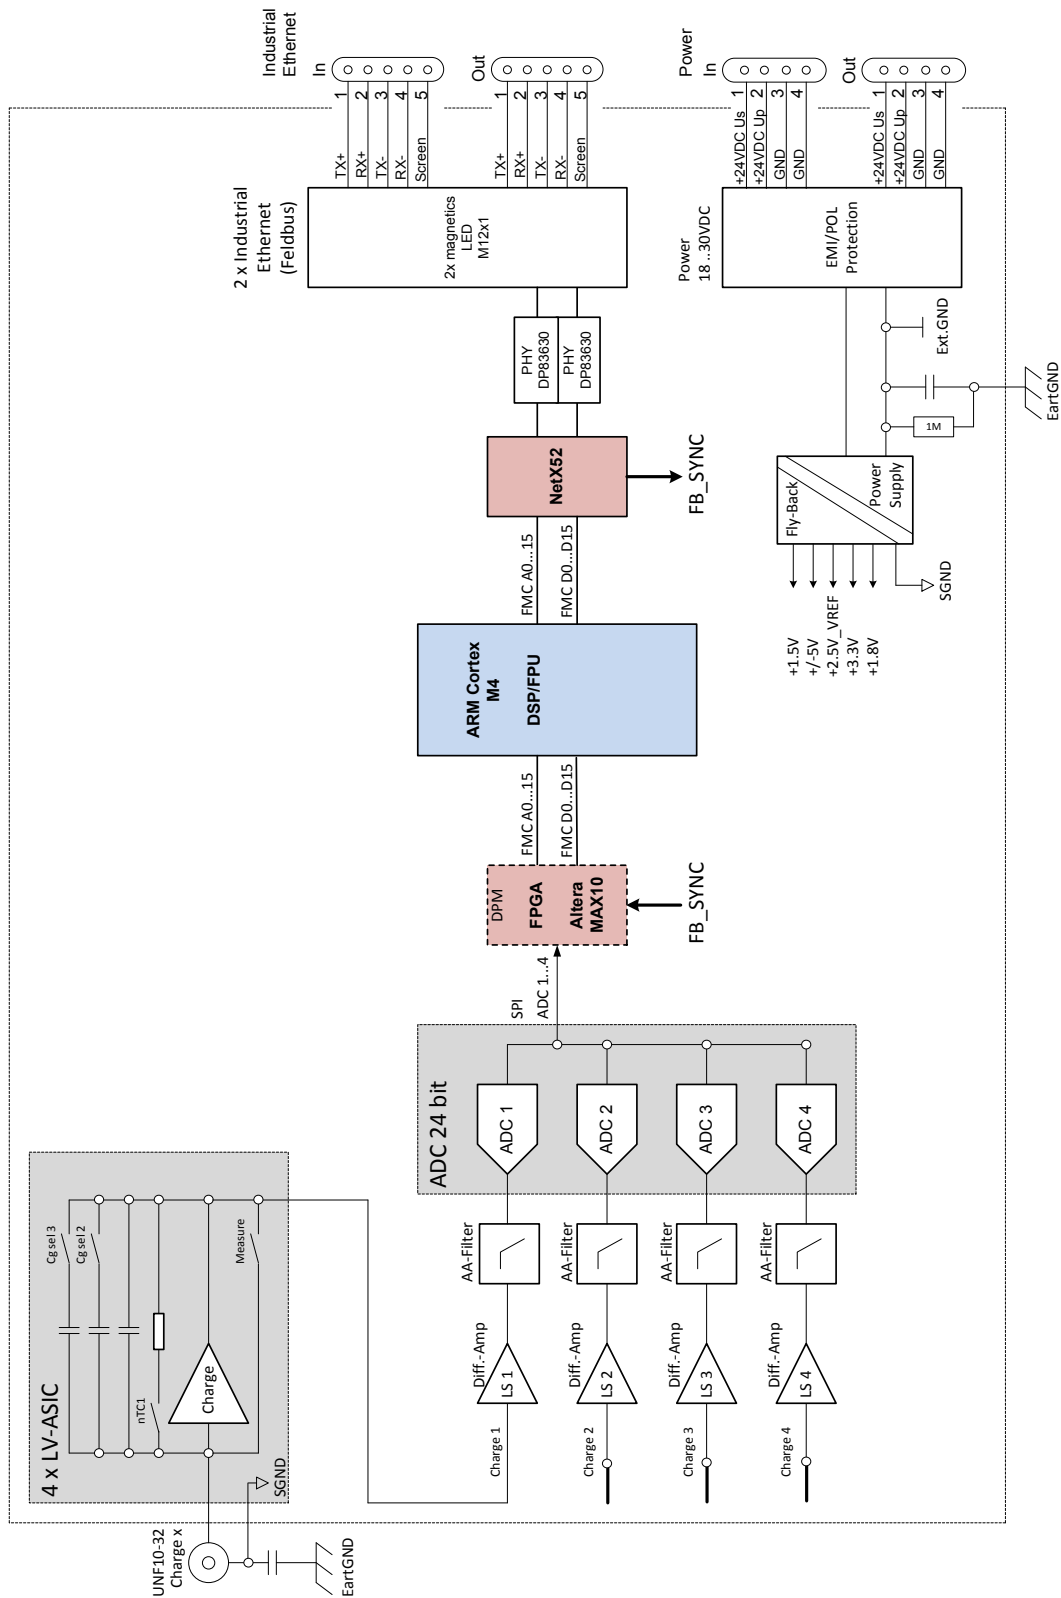 UNF10-32
Charge x
EartGND
4 x LV-ASIC
SGND
Cg sel 3
Cg sel 2
nTC1
Charge
Measure
Charge 1
Diff.-Amp
LS 1
AA-Filter
Charge 2
Diff.-Amp
LS 2
AA-Filter
Charge 3
Diff.-Amp
LS 3
AA-Filter
Charge 4
Diff.-Amp
LS 4
AA-Filter
ADC 24 bit
ADC 1
ADC 2
ADC 3
ADC 4
SPI
ADC 1...4
DPM
FPGA
Altera
MAX10
FB_SYNC
FMC A0...15
FMC D0...D15
ARM Cortex
M4
DSP/FPU
FMC A0...15
FMC D0...D15
NetX52
FB_SYNC
PHY
DP83630
PHY
DP83630
2 x Industrial
Ethernet
(Feldbus)
2x magnetics
LED
M12x1
Industrial
Ethernet
In
TX+ 1
RX+ 2
TX- 3
RX- 4
Screen 5
Out
TX+ 1
RX+ 2
TX- 3
RX- 4
Screen 5
+1.5V
+/-5V
+2.5V_VREF
+3.3V
+1.8V
SGND
Fly-Back
Power
Supply
1M
EartGND
Ext.GND
Power
18 ..30VDC
EMI/POL
Protection
Power
In
+24VDC Us 1
+24VDC Up 2
GND 3
GND 4
Out
+24VDC Us 1
+24VDC Up 2
GND 3
GND 4